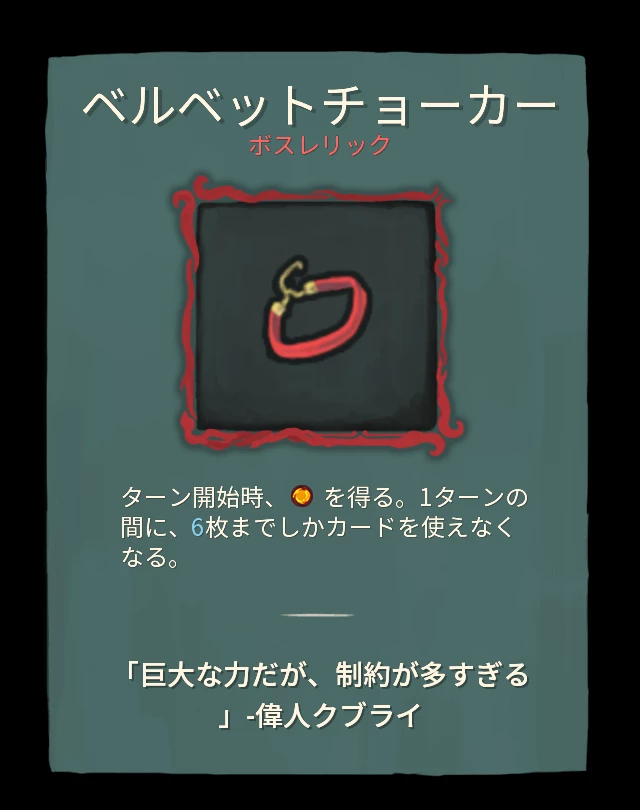 ベルベットチョーカー
ボスレリック
ターン開始時、 を得る。1ターンの
間に、6枚までしかカードを使えなく
なる。
「巨大な力だが、制約が多すぎる
」-偉人クブライ